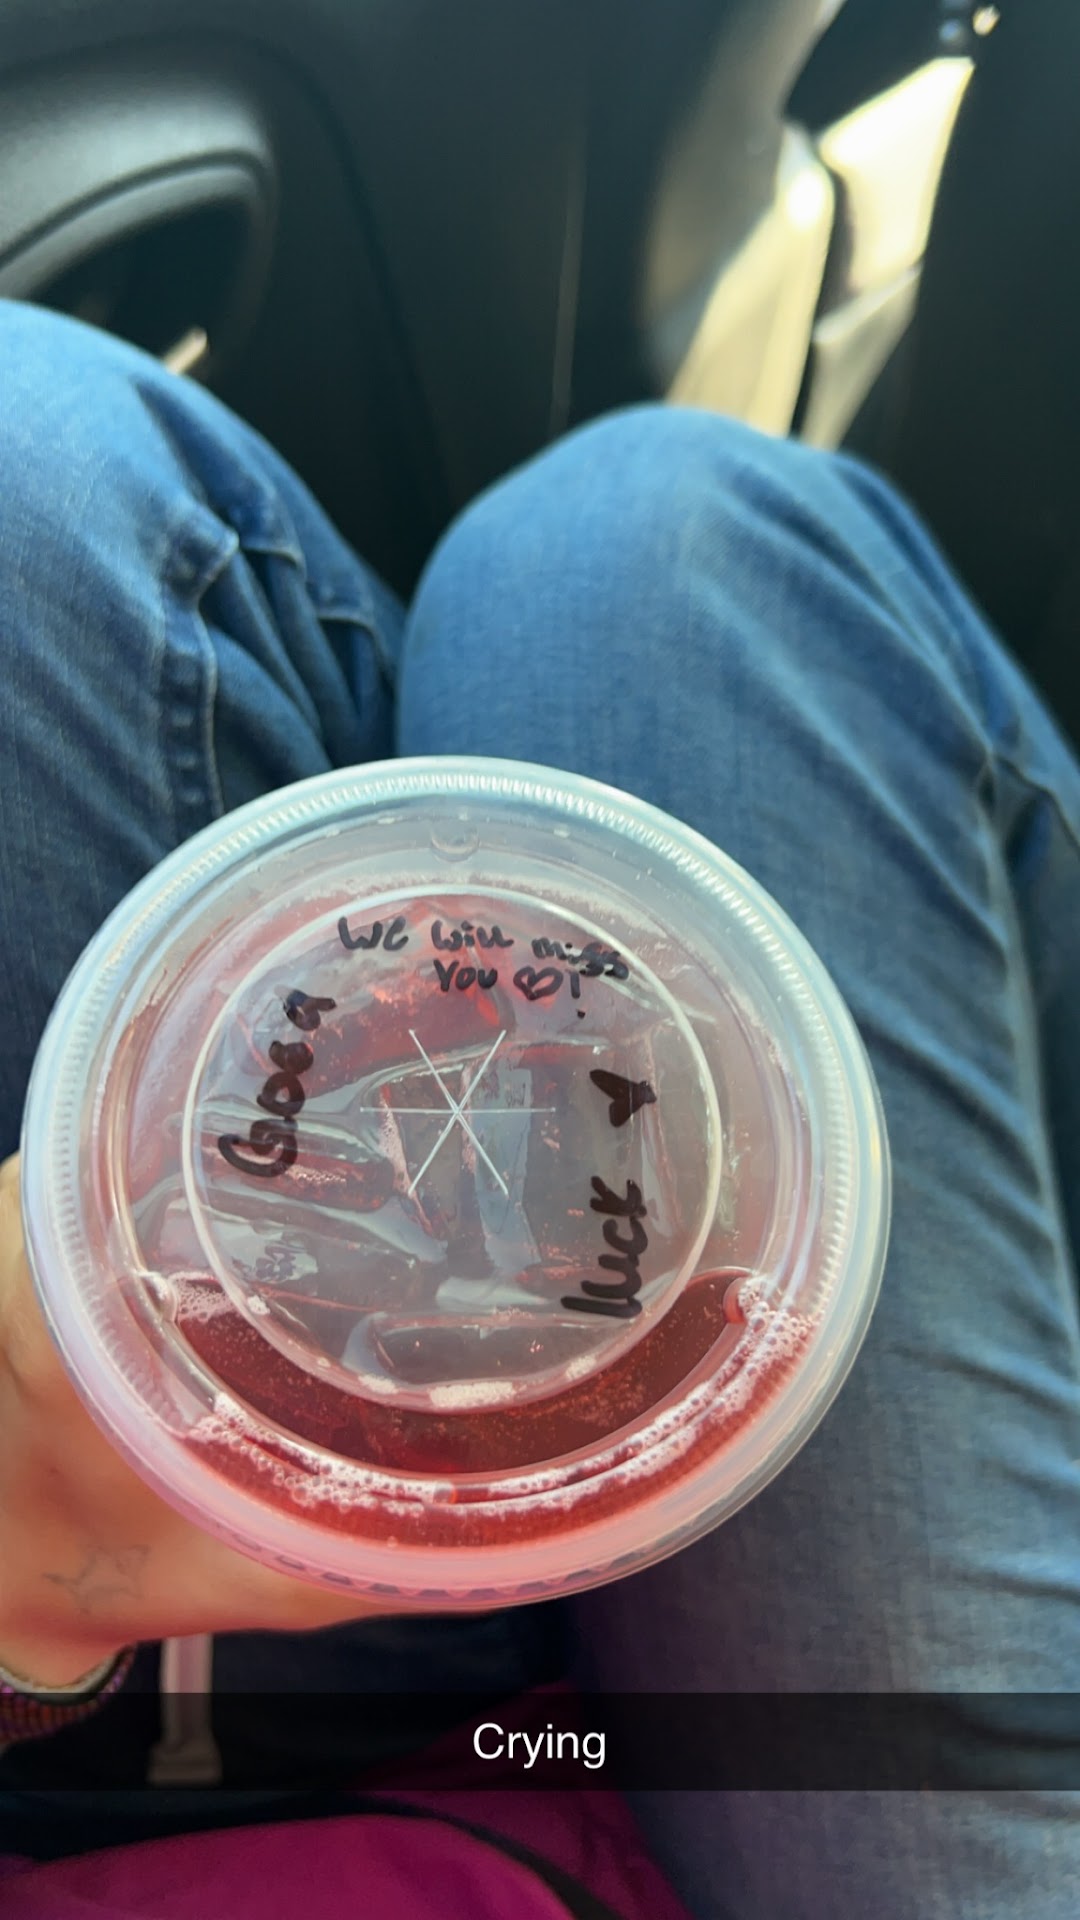 We will miss
You ♡!
Good
luck
Crying